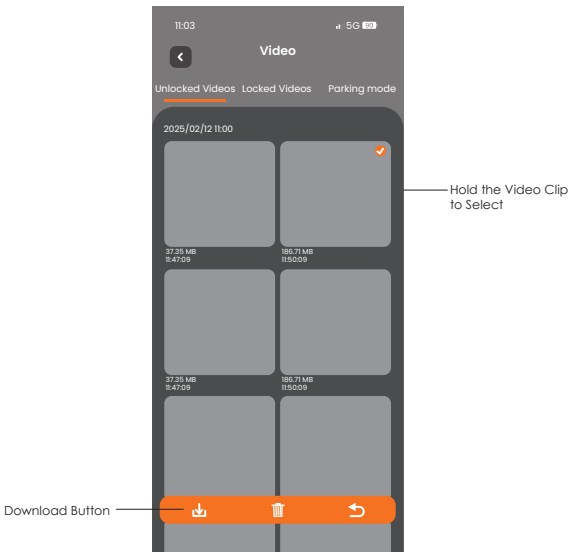 11:03
5G 90
Video
Unlocked Videos Locked Videos Parking mode
2025/02/12 11:00
37.35 MB
11:47:09
186.71 MB
11:50:09
Hold the Video Clip
to Select
37.35 MB
11:47:09
186.71 MB
11:50:09
Download Button